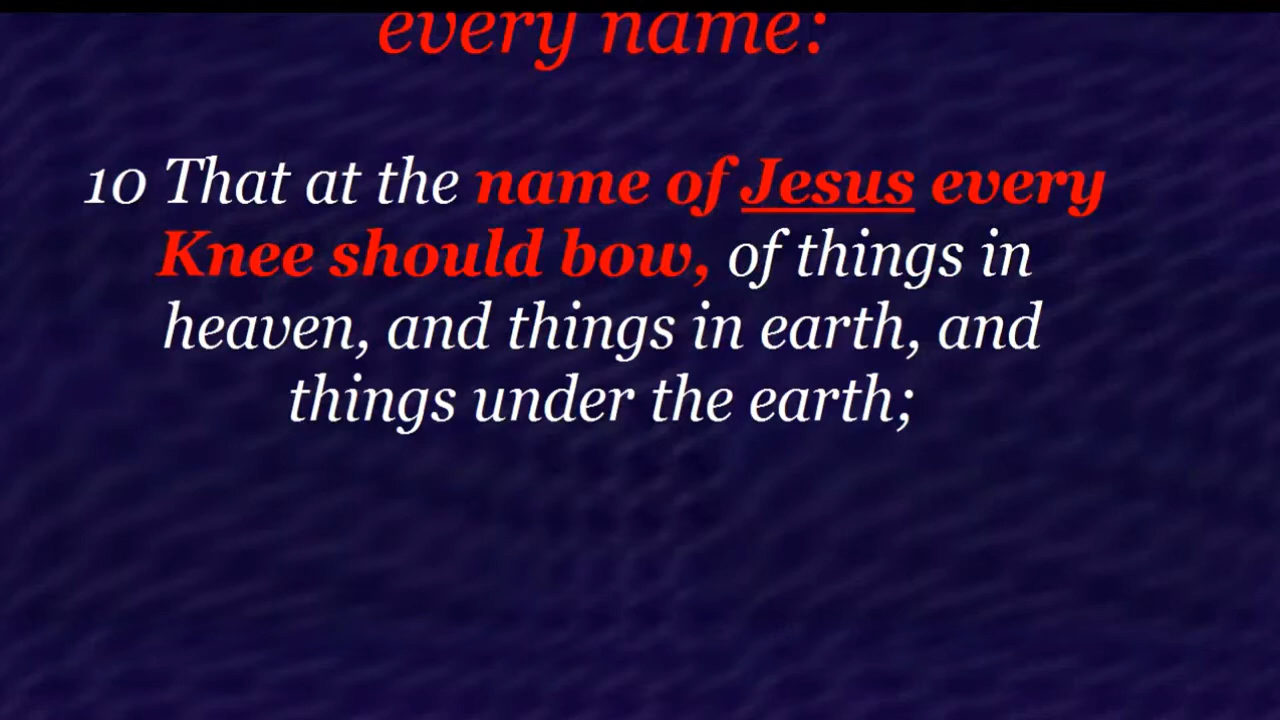 every name:
10 That at the name of Jesus every
Knee should bow, of things in
heaven, and things in earth, and
things under the earth;